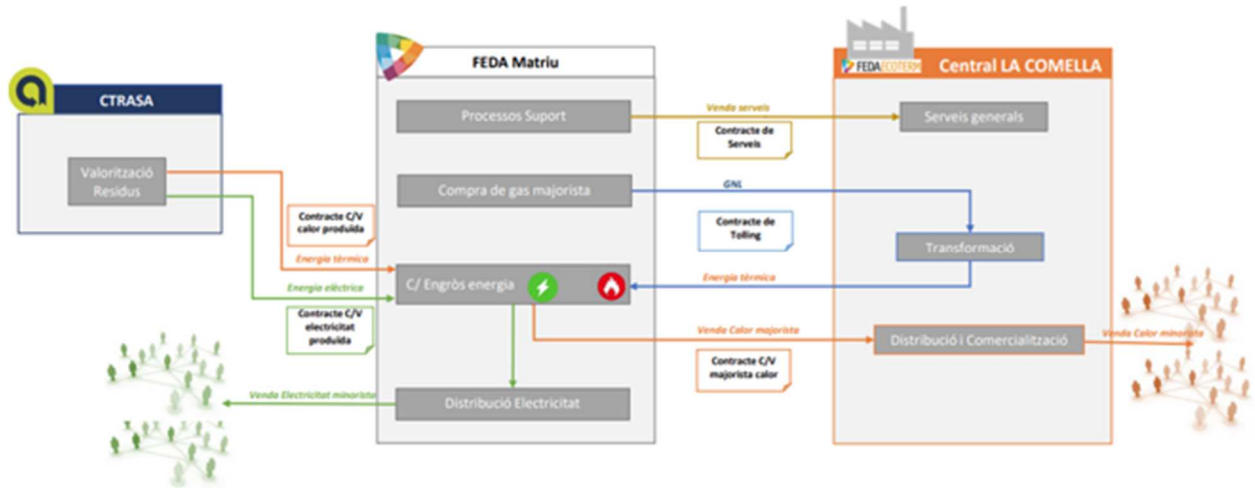 FEDA Matriu
FEDAECOTERM
Central LA COMELLA
CTRASA
Processos Suport
Venda serveis
Serveis generals
Contracte de
Serveis
Valorització
Residus
Compra de gas majorista
GNL
Contracte C/V
calor produïda
Contracte de
Tolling
Transformació
Energia tèrmica
C/ Engròs energia
Energia tèrmica
Energia elèctrica
Contracte C/V
electricitat
produïda
Venda Calor majorista
Distribució i Comercialització
Venda Calor minorista
Contracte C/V
majorista calor
Venda Electricitat minorista
Distribució Electricitat